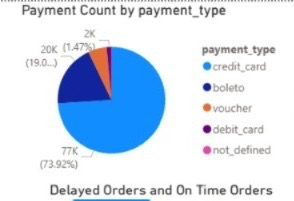 Payment Count by payment_type
2K
(1.47%)
20K
(19.0...)
77K
(73.92%)
payment_type
credit_card
boleto
voucher
debit_card
not_defined
Delayed Orders and On Time Orders